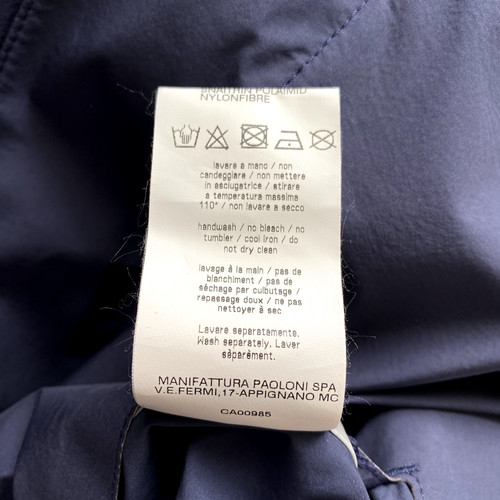 NYLONFIBRE
lavare a mano / non
candeggiare / non mettere
in asciugatrice / stirare
a temperatura massima
110° / non lavare a secco
handwash / no bleach / no
tumbler / cool iron / do
not dry clean
lavage à la main / pas de
blanchiment / pas de
séchage par culbutage /
repassage doux / ne pas
nettoyer à sec
Lavare separatamente.
Wash separately. Laver
séparément.
MANIFATTURA PAOLONI SPA
V.E.FERMI,17-APPIGNANO MC
CA00985